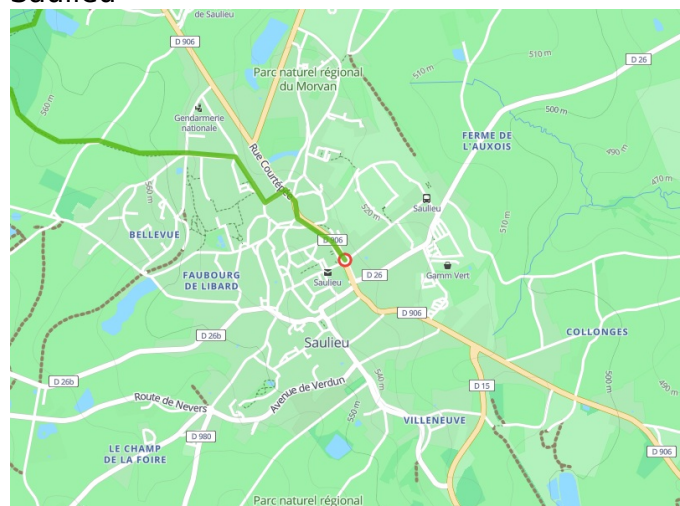 Saulieu
de Saulieu
D 906
Parc naturel régional
du Morvan
510 m
510 m
D 26
560 m
500 m
Gendarmerie
nationale
FERME DE
L'AUXOIS
490 m
Rue Courtépée
470 m
560 m
Saulieu
520 m
510 m
BELLEVUE
D 906
FAUBOURG
DE LIBARD
Saulieu
D 26
Gamm Vert
D 906
D 26b
COLLONGES
Saulieu
D 26b
540 m
D 15
500 m
490 m
Route de Nevers
Avenue de Verdun
550 m
VILLENEUVE
D 980
LE CHAMP
DE LA FOIRE
D 906
Parc naturel régional